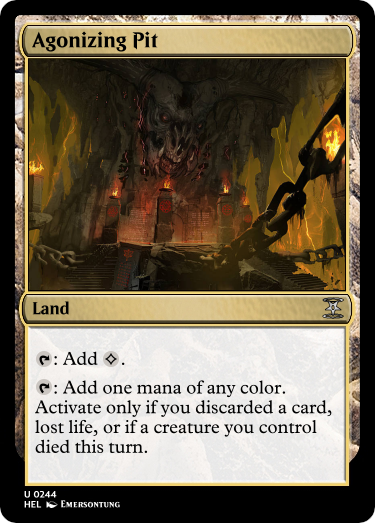 Agonizing Pit
Land
: Add .
: Add one mana of any color.
Activate only if you discarded a card,
lost life, or if a creature you control
died this turn.
U 0244
HEL Emersontung